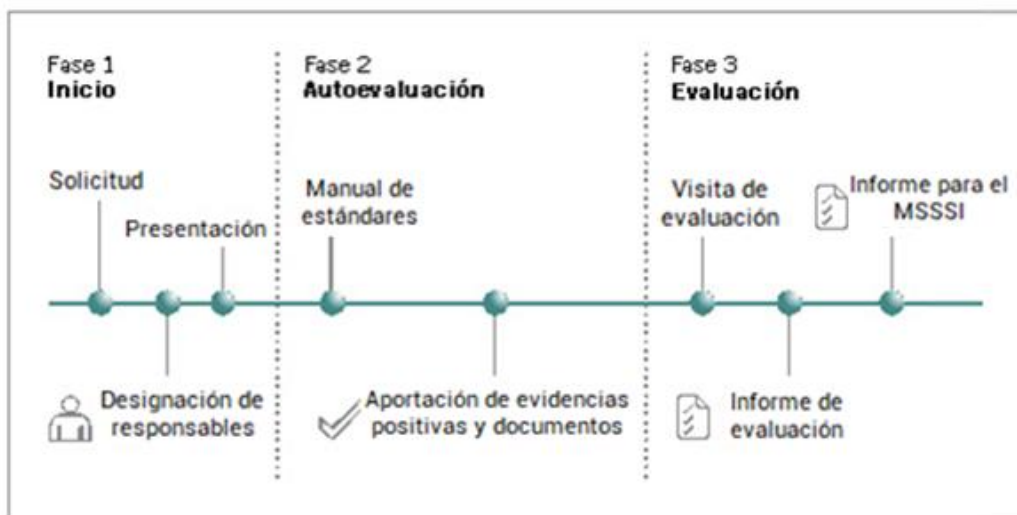 Fase 1
Inicio
Fase 2
Autoevaluación
Fase 3
Evaluación
Solicitud
Presentación
Manual de
estándares
Visita de
evaluación
Informe para el
MSSSI
Designación de
responsables
Aportación de evidencias
positivas y documentos
Informe de
evaluación